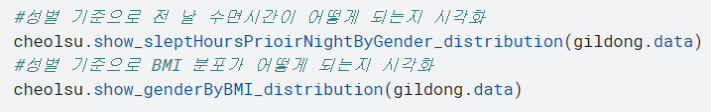 #성별 기준으로 전 날 수면시간이 어떻게 되는지 시각화
cheolsu.show_sleptHoursPrioirNightByGender_distribution(gildong.data)
#성별 기준으로 BMI 분포가 어떻게 되는지 시각화
cheolsu.show_genderByBMI_distribution(gildong.data)